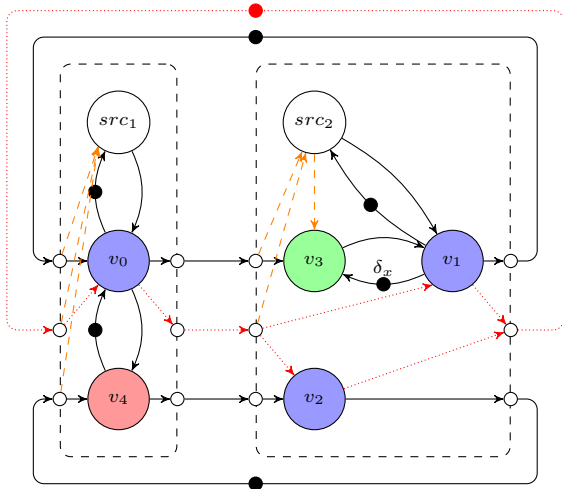 src₁ src₂
v₀ v₃ δₓ v₁
v₄ v₂